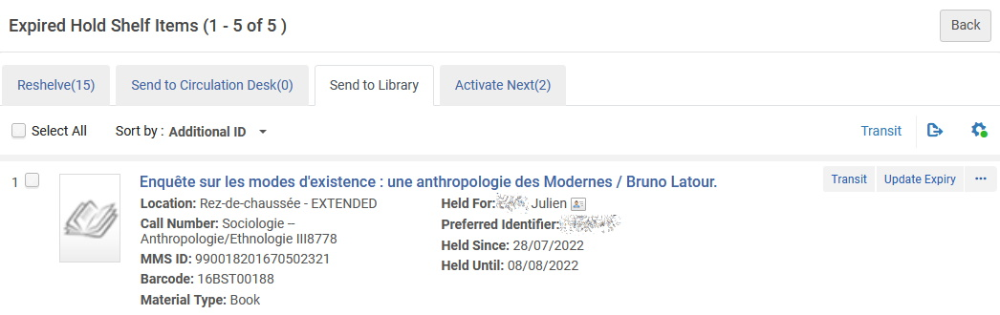 Expired Hold Shelf Items (1 - 5 of 5 )
Back
Reshelve(15) Send to Circulation Desk(0) Send to Library Activate Next(2)
Select All Sort by : Additional ID Transit
1 Enquête sur les modes d'existence : une anthropologie des Modernes / Bruno Latour. Transit Update Expiry ···
Location: Rez-de-chaussée - EXTENDED
Call Number: Sociologie --
Anthropologie/Ethnologie III8778
MMS ID: 990018201670502321
Barcode: 16BST00188
Material Type: Book
Held For: Julien
Preferred Identifier:
Held Since: 28/07/2022
Held Until: 08/08/2022